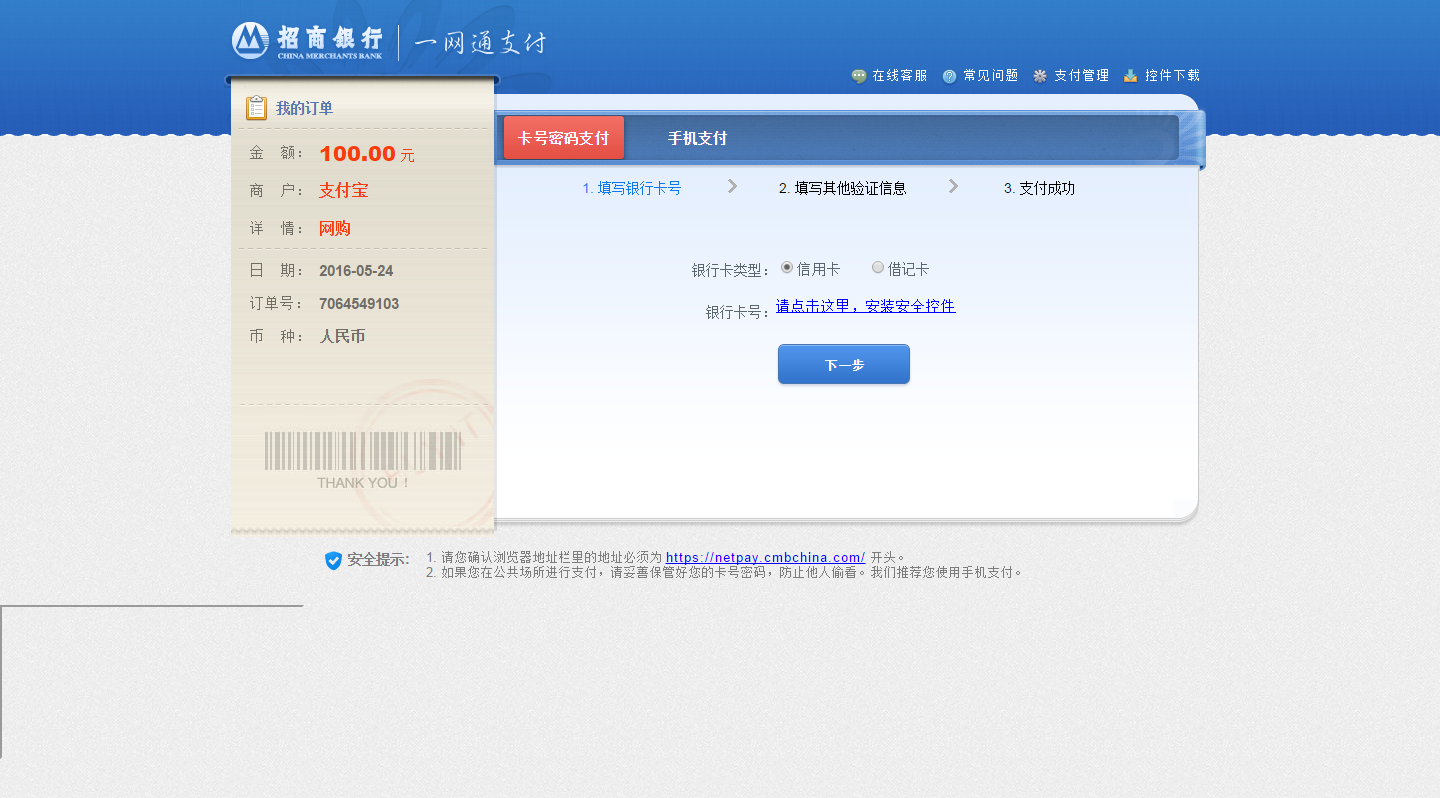 招商银行
CHINA MERCHANTS BANK
一网通支付
在线客服 常见问题 支付管理 控件下载
我的订单
金 额： 100.00 元
商 户： 支付宝
详 情： 网购
日 期： 2016-05-24
订单号： 7064549103
币 种： 人民币
THANK YOU !
卡号密码支付 手机支付
1. 填写银行卡号 2. 填写其他验证信息 3. 支付成功
银行卡类型： 信用卡 借记卡
银行卡号： 请点击这里，安装安全控件
下一步
安全提示：
1. 请您确认浏览器地址栏里的地址必须为 https://netpay.cmbchina.com/ 开头。
2. 如果您在公共场所进行支付，请妥善保管好您的卡号密码，防止他人偷看。我们推荐您使用手机支付。